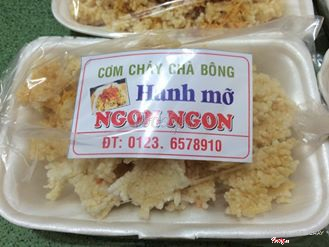 CƠM CHÁY CHÀ BÔNG
Hành mỡ
NGON NGON
ĐT: 0123. 6578910